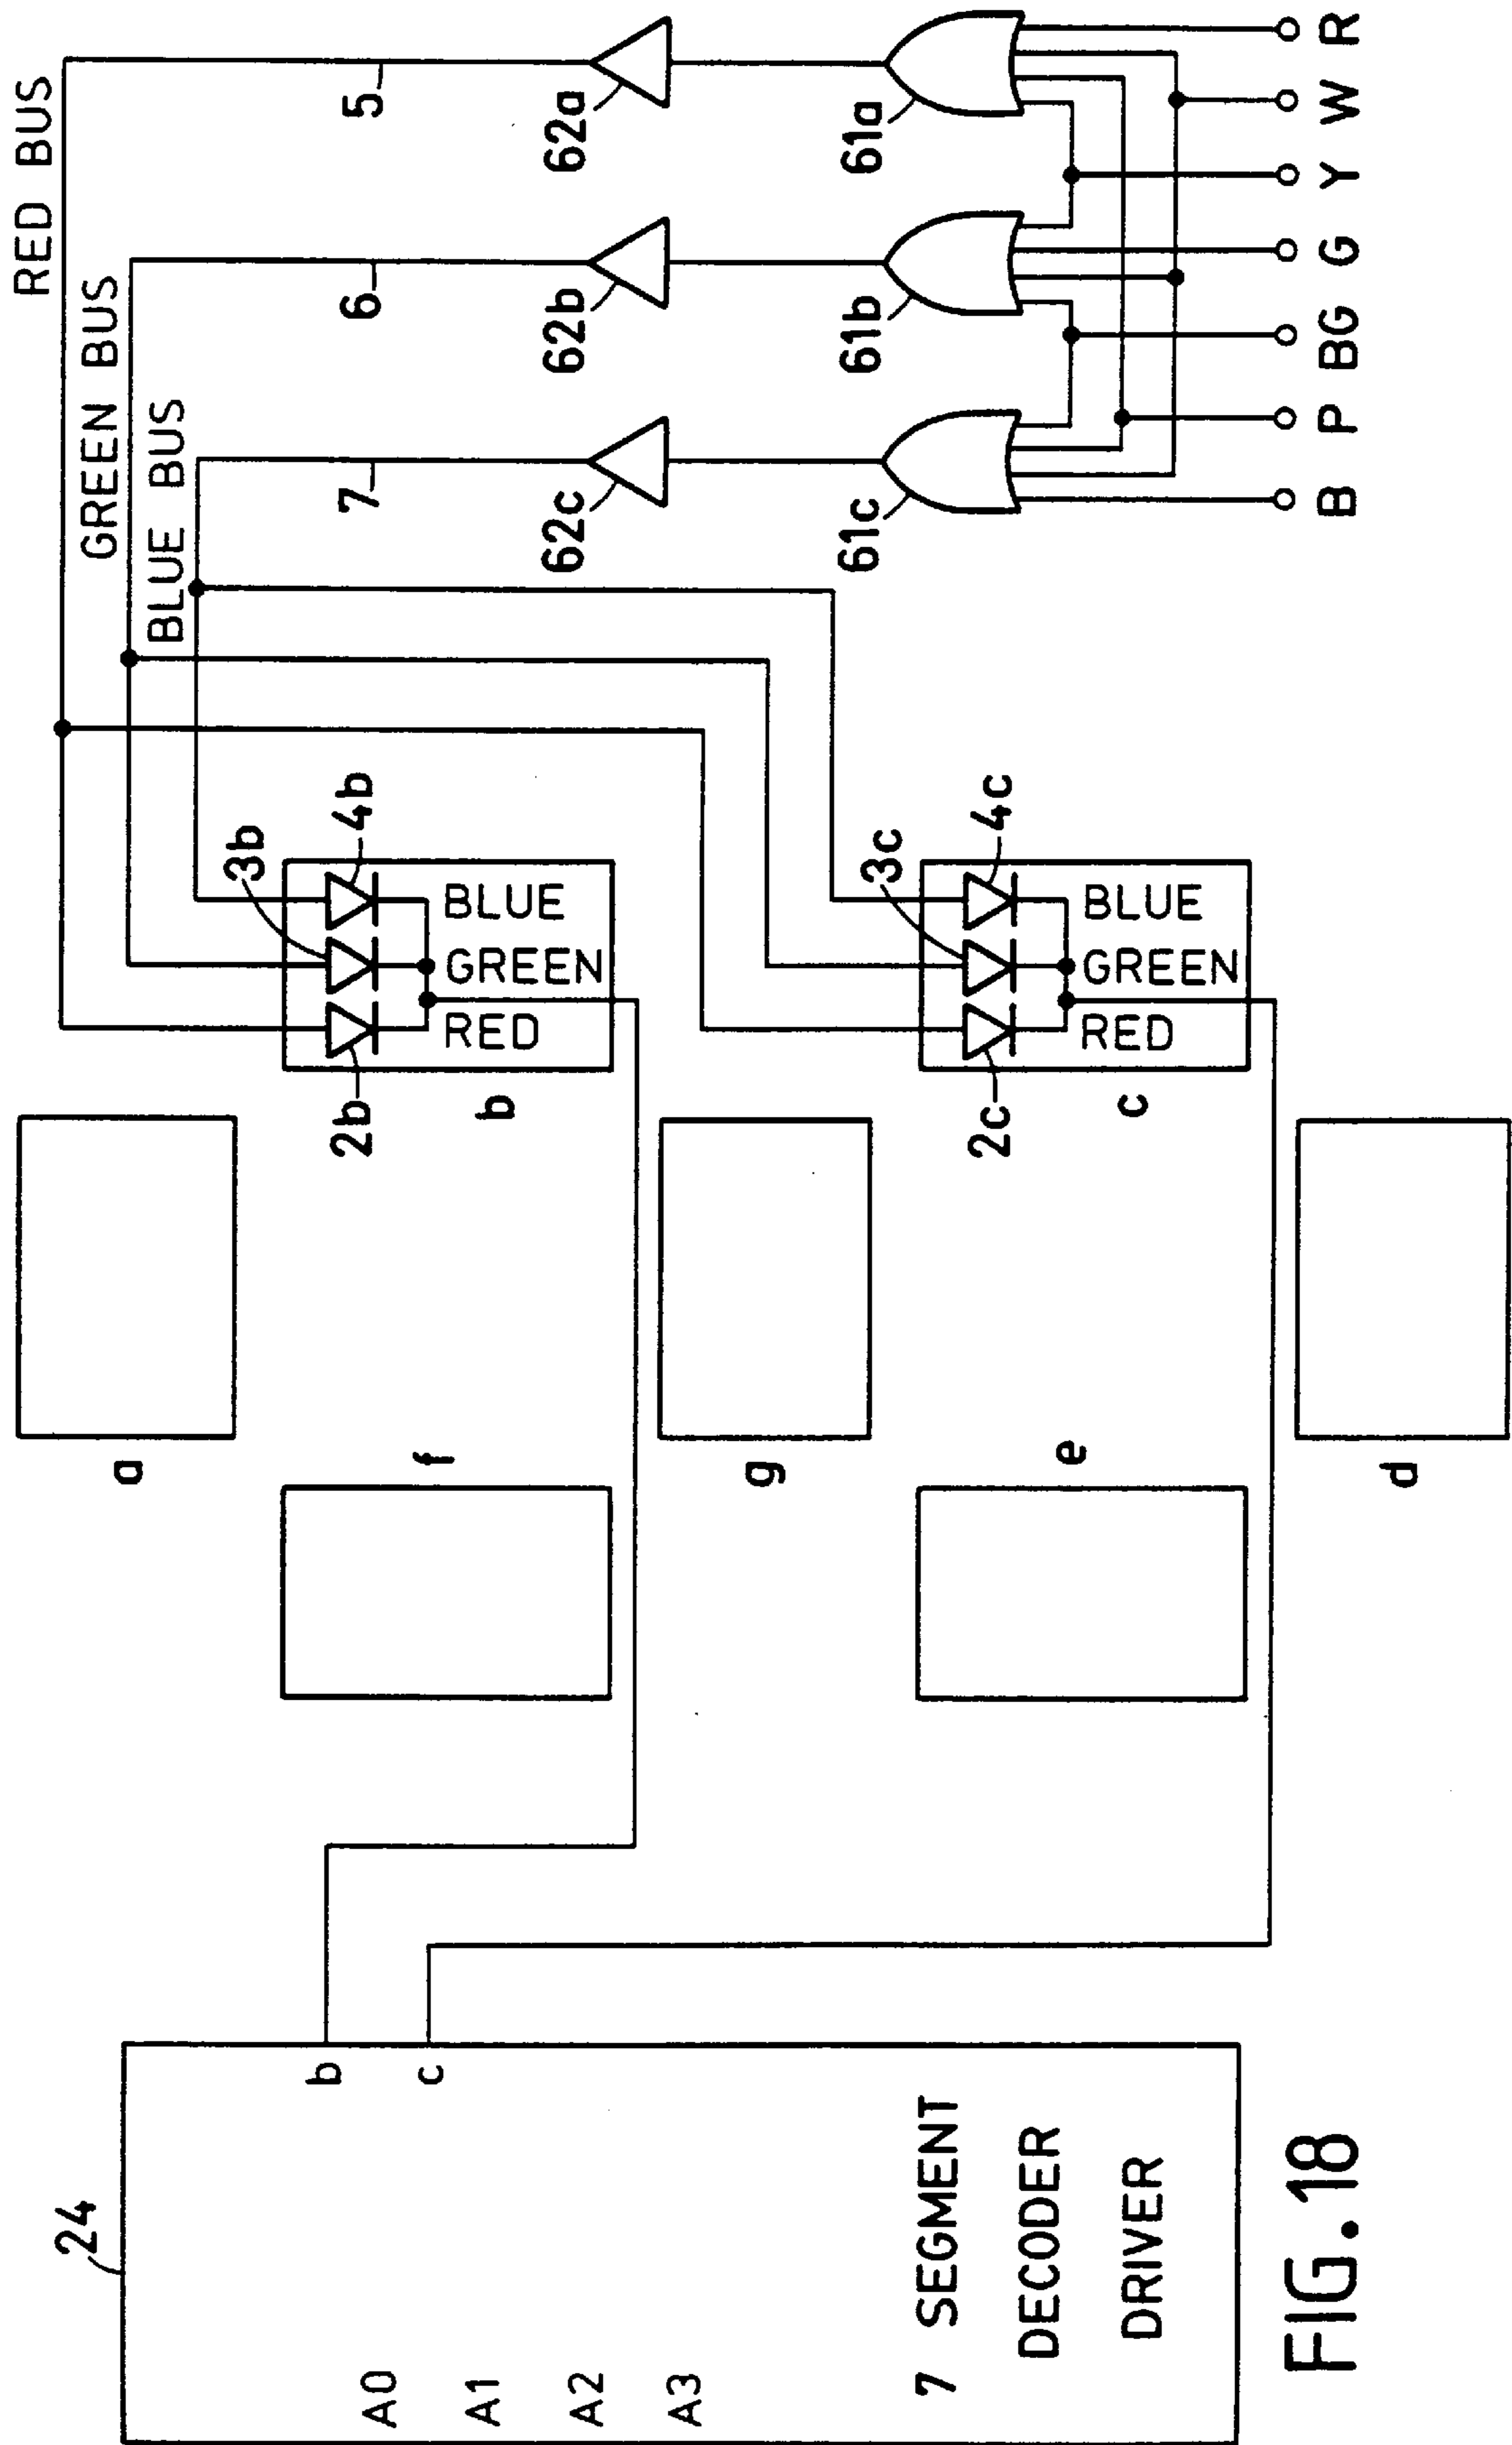 RED BUS
GREEN BUS
BLUE BUS
5
6
7
62a
62b
62c
61a
61b
61c
R
W
Y
G
BG
P
B
24
A0
A1
A2
A3
b
c
7 SEGMENT
DECODER
DRIVER
a
f
g
e
d
2b
3b
4b
RED
GREEN
BLUE
b
2c
3c
4c
RED
GREEN
BLUE
c
FIG.18